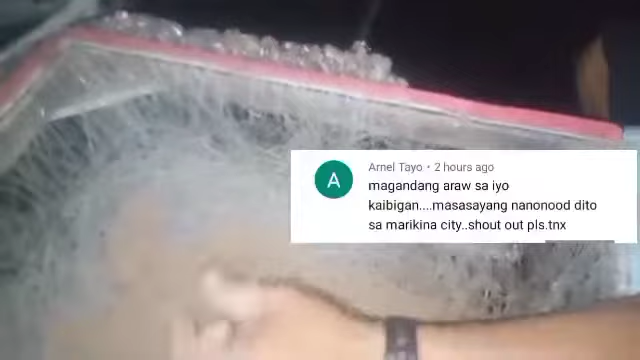 A
Arnel Tayo • 2 hours ago
magandang araw sa iyo
kaibigan....masasayang nanonood dito
sa marikina city..shout out pls.tnx